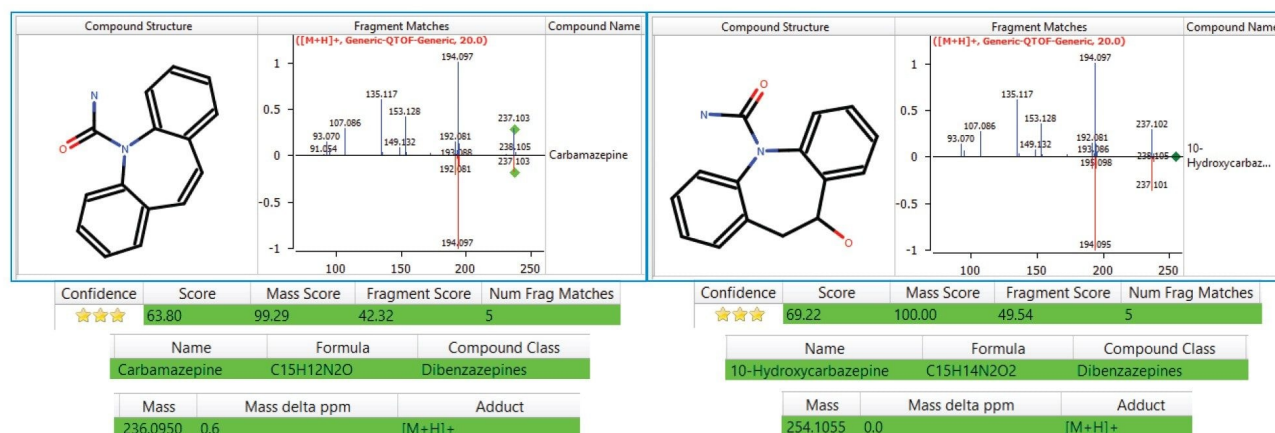 Compound Structure Fragment Matches Compound Name
([M+H]+, Generic-QTOF-Generic, 20.0)
194.097
1
135.117
0.5
153.128
107.086
237.103
93.070
149.132
192.081
91.054
193.088
238.105
0
192.081
237.103
Carbamazepine
-0.5
194.097
-1
100 150 200 250
N
O
N
Compound Structure Fragment Matches Compound Name
([M+H]+, Generic-QTOF-Generic, 20.0)
194.097
1
135.117
0.5
153.128
107.086
237.102
93.070
149.132
192.081
193.086
238.105
0
195.098
237.101
10-
Hydroxycarbaz...
-0.5
194.095
-1
100 150 200 250
O
N
N
O
Confidence Score Mass Score Fragment Score Num Frag Matches
63.80 99.29 42.32 5
Name Formula Compound Class
Carbamazepine C15H12N2O Dibenzazepines
Mass Mass delta ppm Adduct
236.0950 0.6 [M+H]+
Confidence Score Mass Score Fragment Score Num Frag Matches
69.22 100.00 49.54 5
Name Formula Compound Class
10-Hydroxycarbazepine C15H14N2O2 Dibenzazepines
Mass Mass delta ppm Adduct
254.1055 0.0 [M+H]+